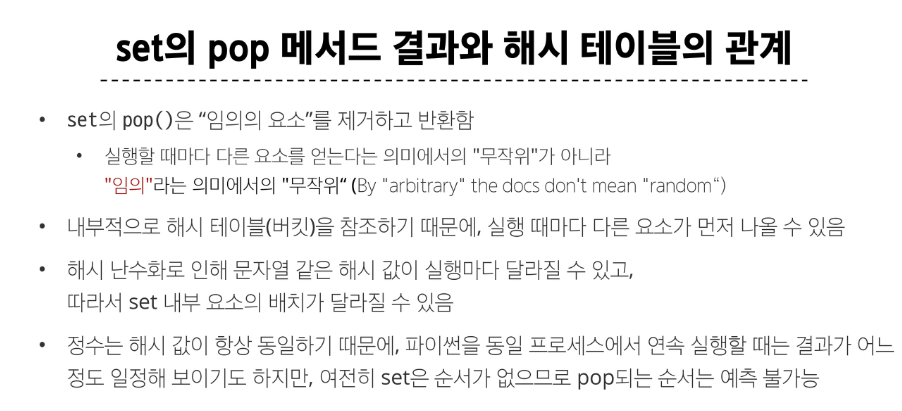 set의 pop 메서드 결과와 해시 테이블의 관계
• set의 pop()은 “임의의 요소”를 제거하고 반환함
• 실행할 때마다 다른 요소를 얻는다는 의미에서의 "무작위"가 아니라
"임의"라는 의미에서의 "무작위“ (By "arbitrary" the docs don't mean "random“)
• 내부적으로 해시 테이블(버킷)을 참조하기 때문에, 실행 때마다 다른 요소가 먼저 나올 수 있음
• 해시 난수화로 인해 문자열 같은 해시 값이 실행마다 달라질 수 있고,
따라서 set 내부 요소의 배치가 달라질 수 있음
• 정수는 해시 값이 항상 동일하기 때문에, 파이썬을 동일 프로세스에서 연속 실행할 때는 결과가 어느
정도 일정해 보이기도 하지만, 여전히 set은 순서가 없으므로 pop되는 순서는 예측 불가능